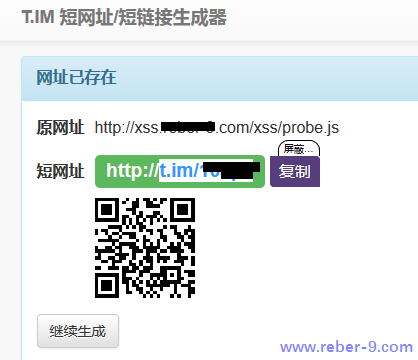 T.IM 短网址/短链接生成器
网址已存在
原网址 http://xss..com/xss/probe.js
短网址 http://t.im/ 屏蔽... 复制
继续生成
www.reber-9.com